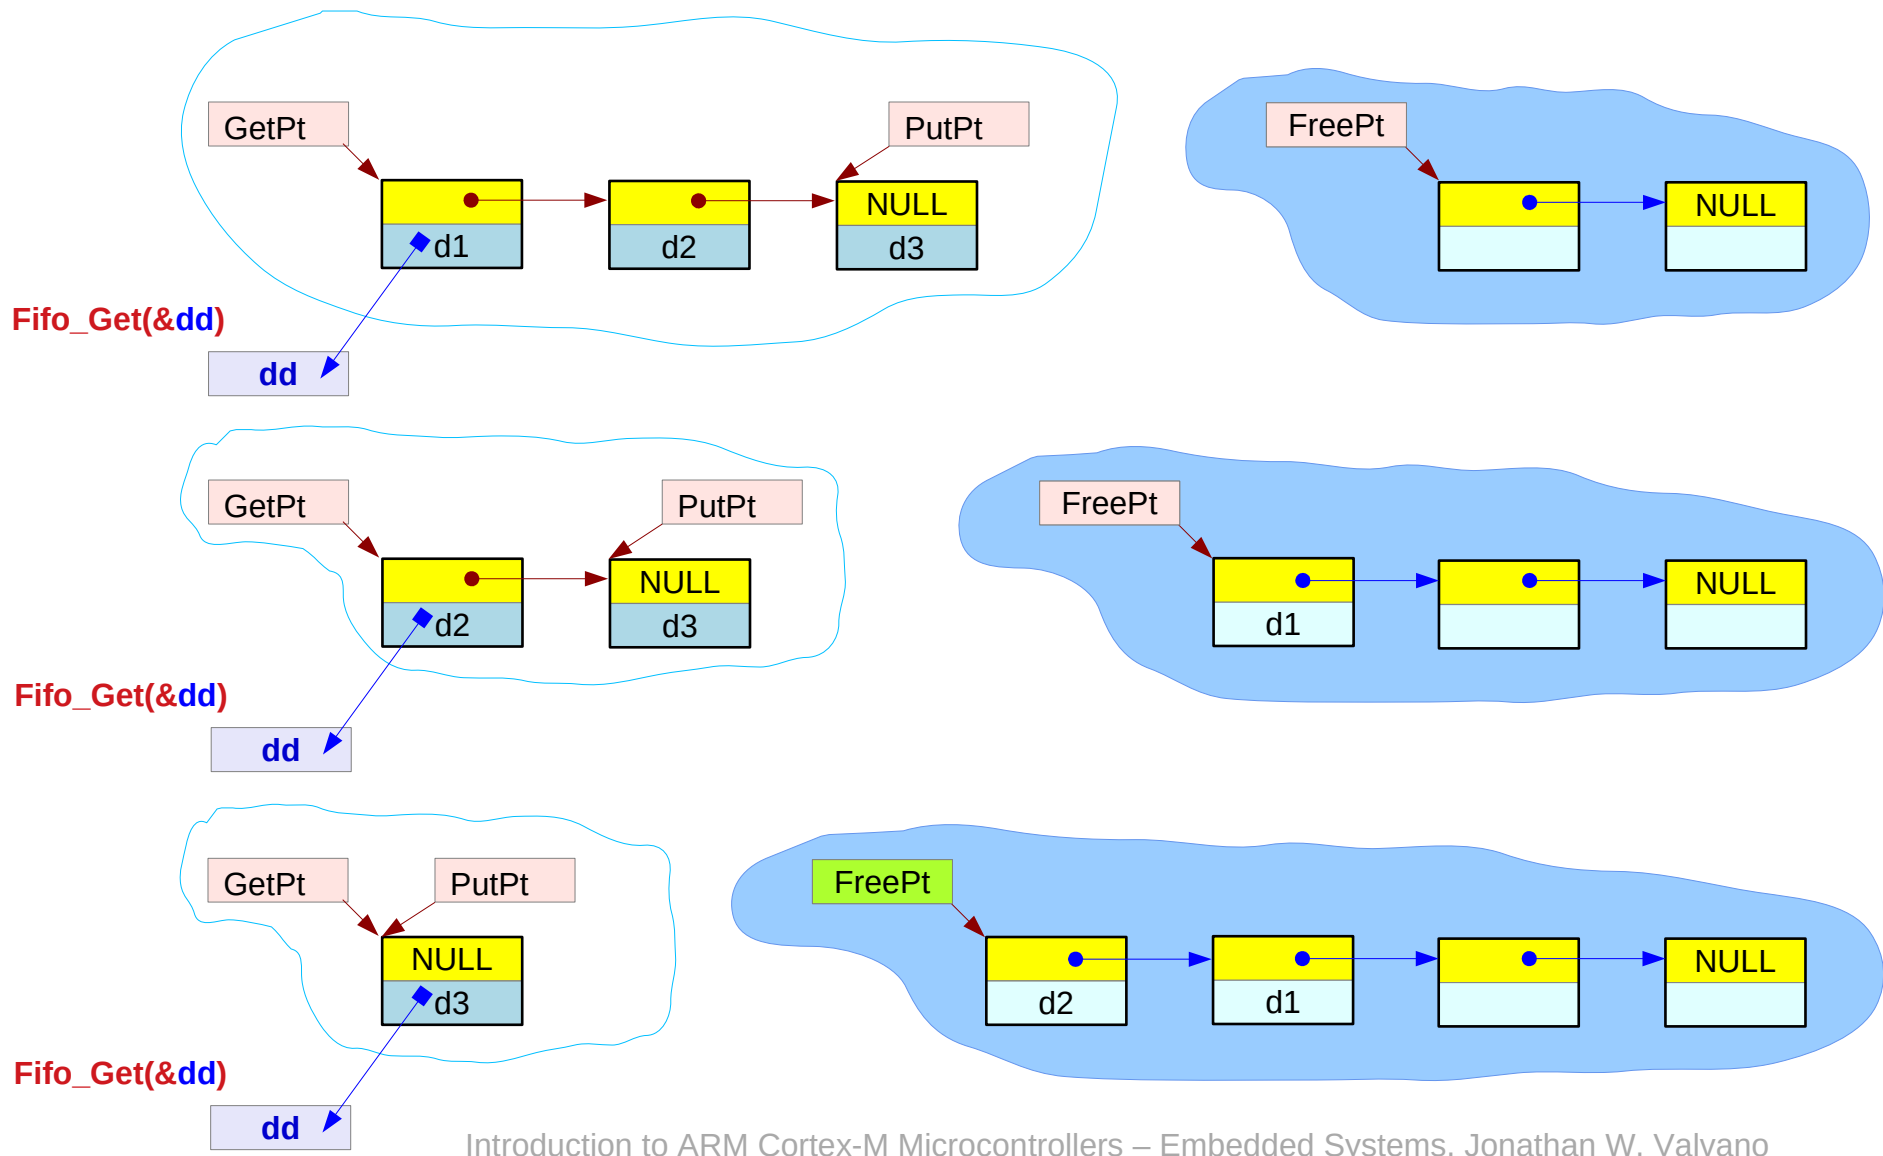 GetPt PutPt FreePt
NULL NULL
d1 d2 d3
Fifo_Get(&dd)
dd
GetPt PutPt FreePt
NULL NULL
d2 d3 d1
Fifo_Get(&dd)
dd
GetPt PutPt FreePt
NULL NULL
d3 d2 d1
Fifo_Get(&dd)
dd
Introduction to ARM Cortex-M Microcontrollers – Embedded Systems, Jonathan W. Valvano